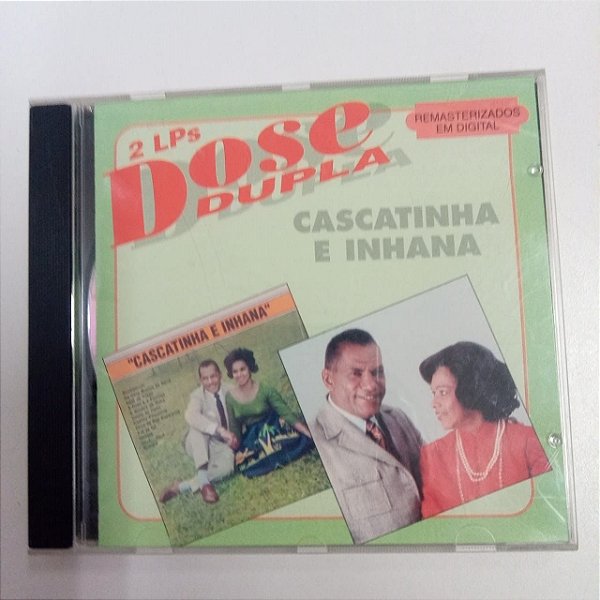 2 LPs
DOSE
DUPLA
REMASTERIZADOS
EM DIGITAL
CASCATINHA
E INHANA
"CASCATINHA E INHANA"